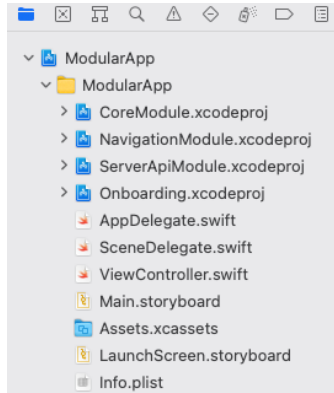 ModularApp
ModularApp
CoreModule.xcodeproj
NavigationModule.xcodeproj
ServerApiModule.xcodeproj
Onboarding.xcodeproj
AppDelegate.swift
SceneDelegate.swift
ViewController.swift
Main.storyboard
Assets.xcassets
LaunchScreen.storyboard
Info.plist